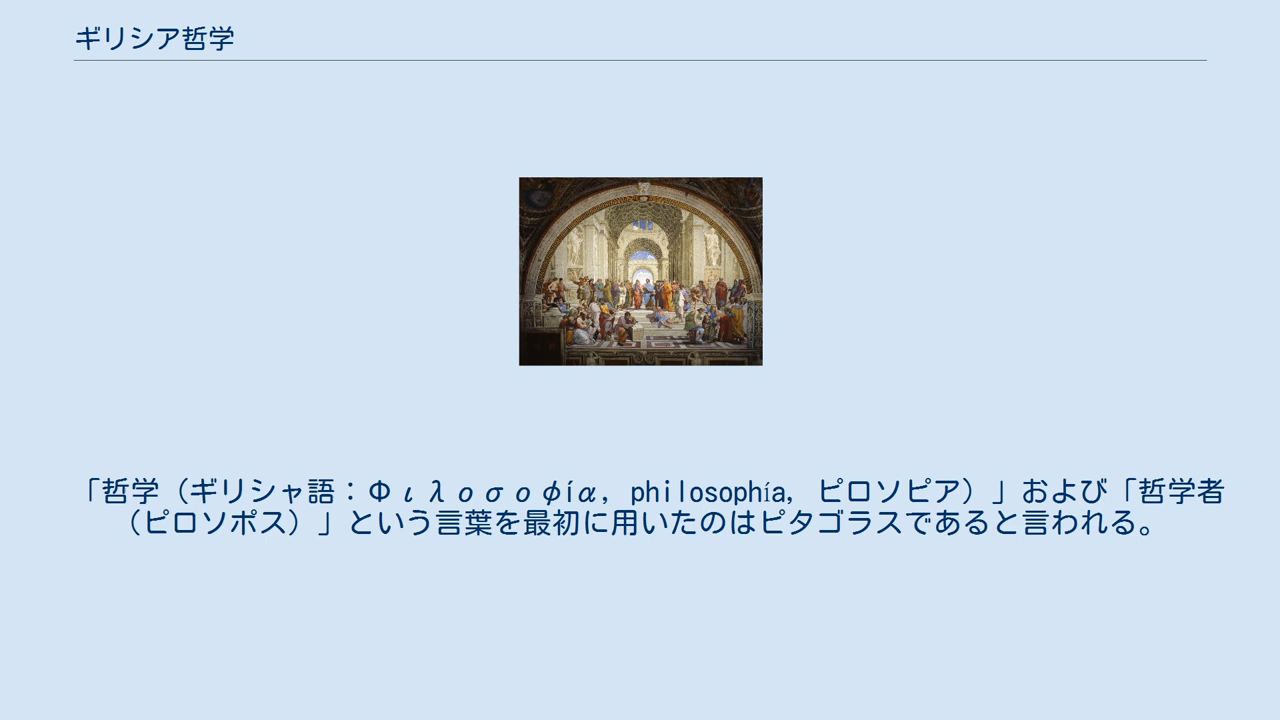 ギリシア哲学
「哲学（ギリシャ語：Φιλοσοφíα, philosophía, ピロソピア）」および「哲学者
（ピロソポス）」という言葉を最初に用いたのはピタゴラスであると言われる。